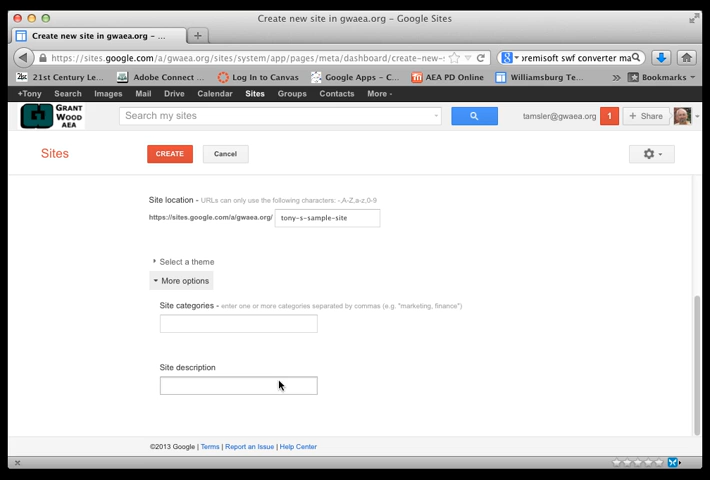 Create new site in gwaea.org - Google Sites
Create new site in gwaea.org – ...
https://sites.google.com/a/gwaea.org/sites/system/app/pages/meta/dashboard/create-new-s
premisoft swf converter ma
21st Century Le...
Adobe Connect ...
Log In to Canvas
Google Apps - C...
AEA PD Online
Williamsburg Te...
Bookmarks
+Tony Search Images Mail Drive Calendar Sites Groups Contacts More
GRANT
WOOD
AEA
Search my sites
tamsler@gwaea.org
1
+ Share
Sites
CREATE
Cancel
Site location - URLs can only use the following characters: -,A-Z,a-z,0-9
https://sites.google.com/a/gwaea.org/ tony-s-sample-site
Select a theme
More options
Site categories - enter one or more categories separated by commas (e.g. "marketing, finance")
Site description
©2013 Google | Terms | Report an Issue | Help Center